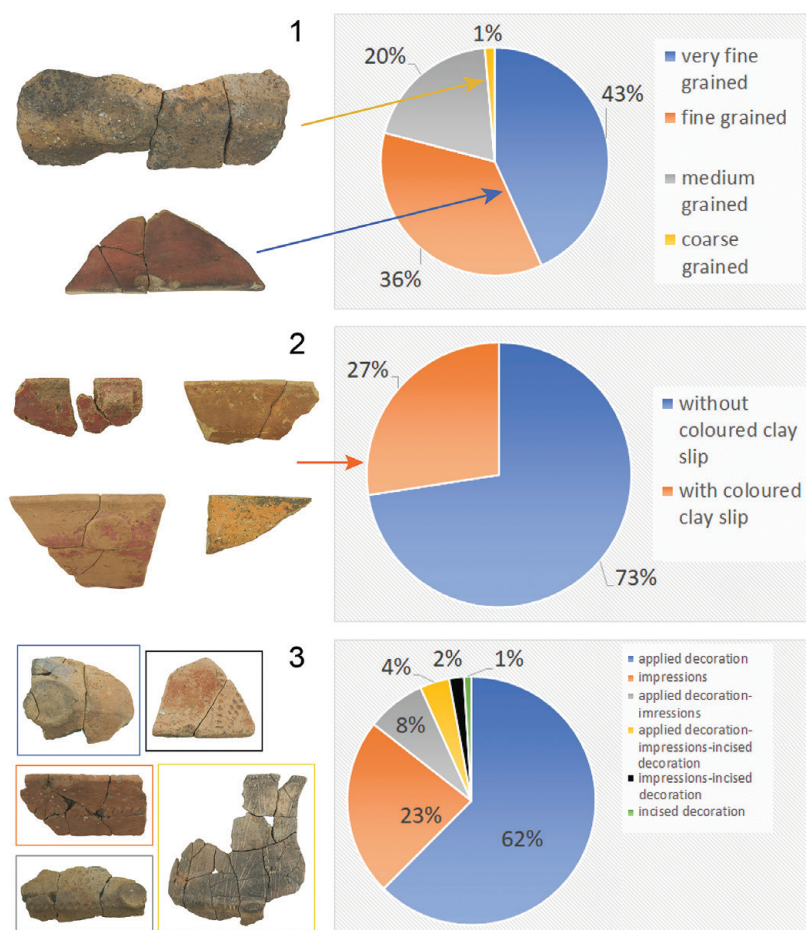 1
1%
20%
43%
36%
very fine
grained
fine grained
medium
grained
coarse
grained
2
27%
73%
without
coloured clay
slip
with coloured
clay slip
3
4%
2%
1%
8%
23%
62%
applied decoration
impressions
applied decoration-
imressions
applied decoration-
impressions-incised
decoration
impressions-incised
decoration
incised decoration